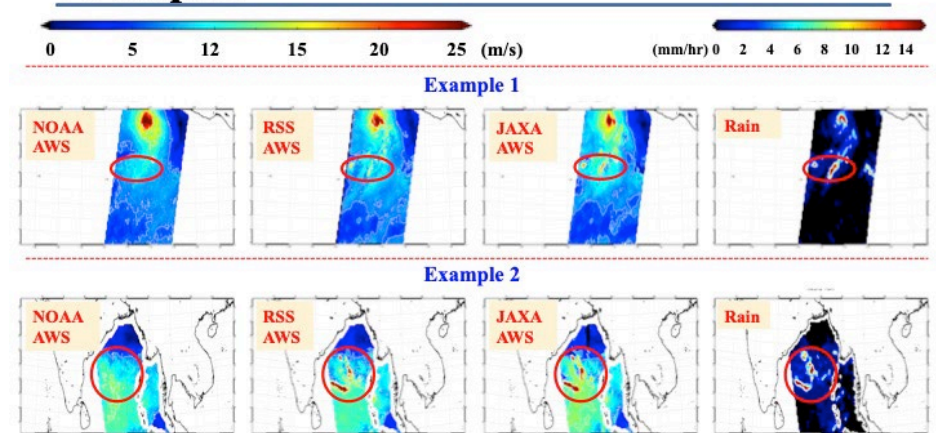 0 5 12 15 20 25 (m/s) (mm/hr) 0 2 4 6 8 10 12 14
Example 1
NOAA
AWS
RSS
AWS
JAXA
AWS
Rain
Example 2
NOAA
AWS
RSS
AWS
JAXA
AWS
Rain